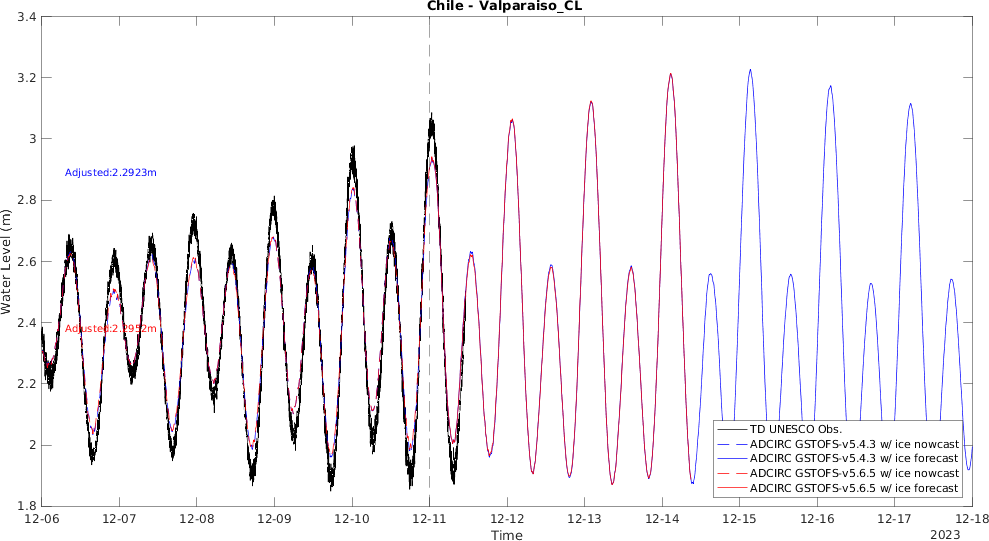 Chile - Valparaiso_CL
3.4
3.2
3
2.8
2.6
2.4
2.2
2
1.8
Water Level (m)
Adjusted:2.2923m
Adjusted:2.2952m
TD UNESCO Obs.
ADCIRC GSTOFS-v5.4.3 w/ ice nowcast
ADCIRC GSTOFS-v5.4.3 w/ ice forecast
ADCIRC GSTOFS-v5.6.5 w/ ice nowcast
ADCIRC GSTOFS-v5.6.5 w/ ice forecast
12-06 12-07 12-08 12-09 12-10 12-11 12-12 12-13 12-14 12-15 12-16 12-17 12-18
Time
2023